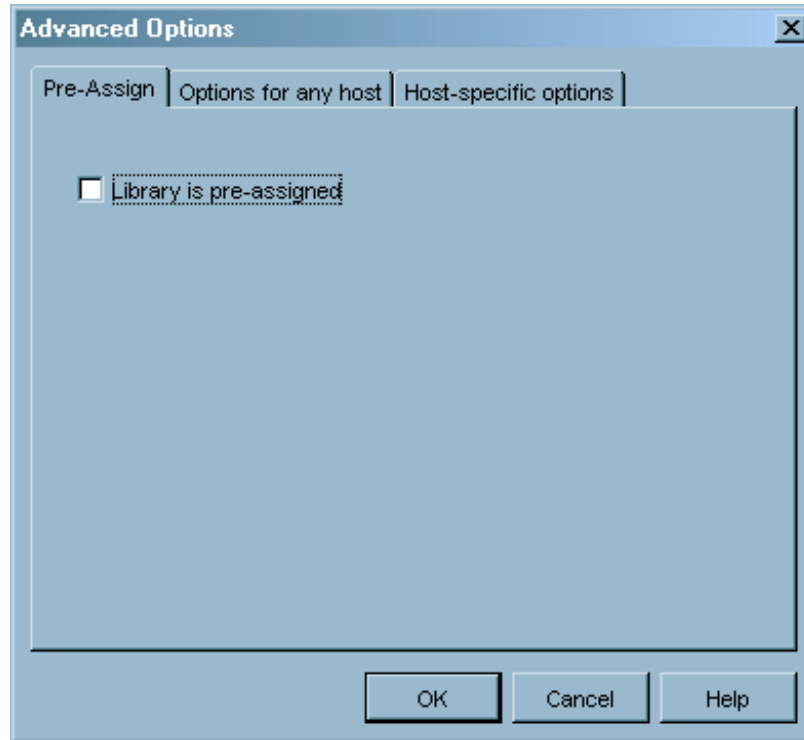 Advanced Options
Pre-Assign Options for any host Host-specific options
Library is pre-assigned
OK Cancel Help